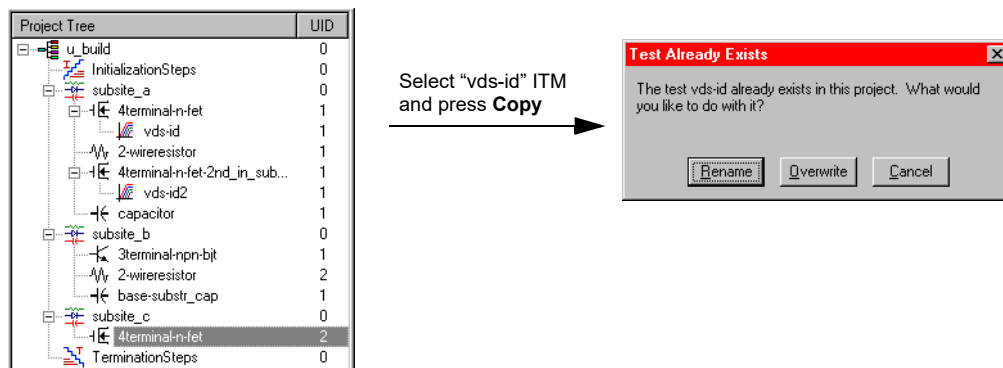 Project Tree UID
u_build 0
InitializationSteps 0
subsite_a 0
4terminal-n-fet 1
vds-id 1
2-wireresistor 1
4terminal-n-fet-2nd_in_sub... 1
vds-id2 1
capacitor 1
subsite_b 0
3terminal-npn-bjt 1
2-wireresistor 2
base-substr_cap 1
subsite_c 0
4terminal-n-fet 2
TerminationSteps 0
Select “vds-id” ITM
and press Copy
Test Already Exists
The test vds-id already exists in this project. What would
you like to do with it?
Rename Overwrite Cancel